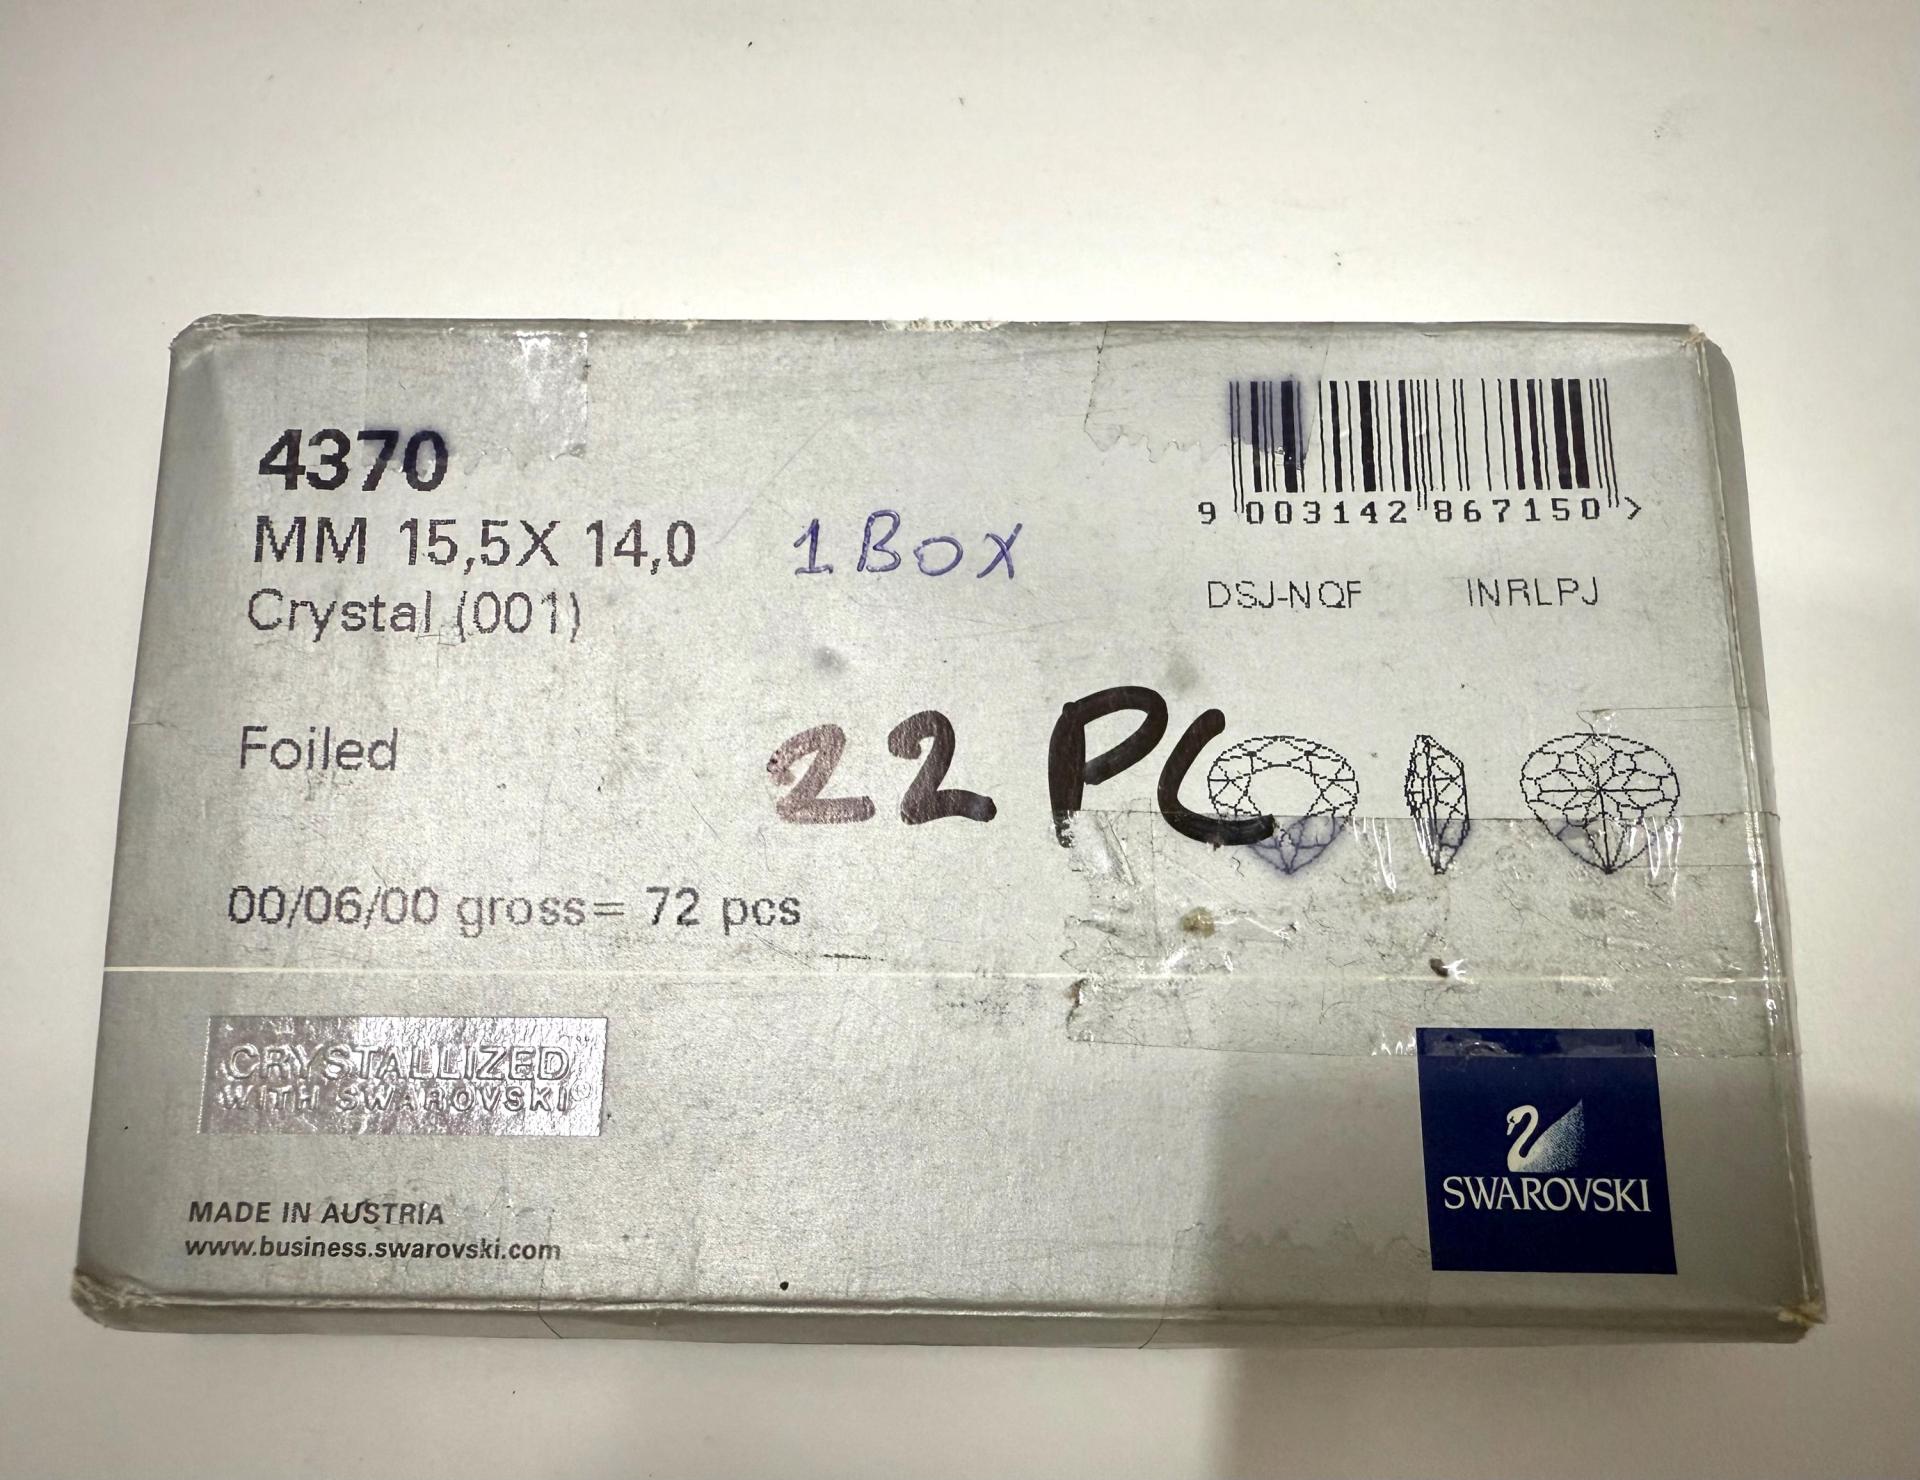 4370
MM 15,5X 14,0
Crystal (001)
1 BOX
9 003142 867150 >
DSJ-NQF INRLPJ
Foiled
22 PC
00/06/00 gross= 72 pcs
CRYSTALLIZED™
WITH SWAROVSKI®
MADE IN AUSTRIA
www.business.swarovski.com
SWAROVSKI